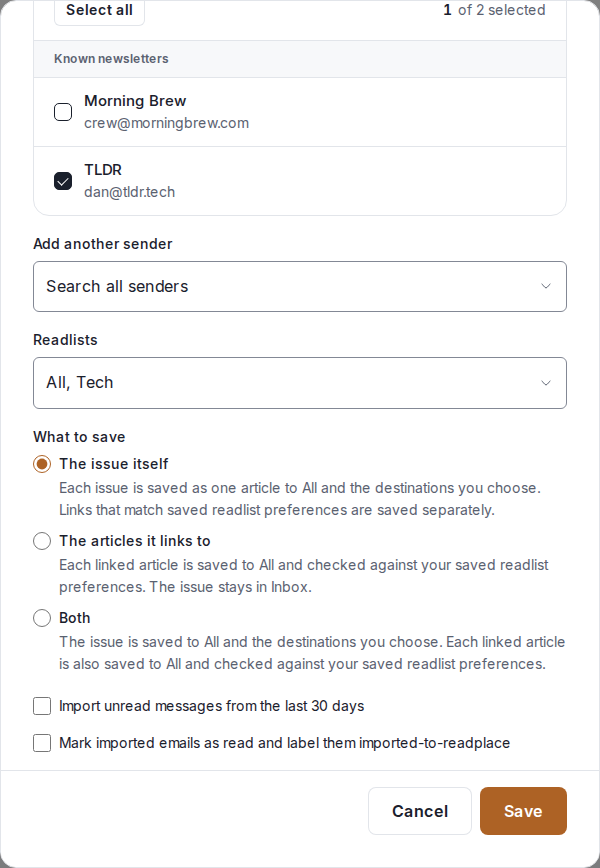 Select all
1 of 2 selected
Known newsletters
Morning Brew
crew@morningbrew.com
TLDR
dan@tldr.tech
Add another sender
Search all senders
Readlists
All, Tech
What to save
The issue itself
Each issue is saved as one article to All and the destinations you choose.
Links that match saved readlist preferences are saved separately.
The articles it links to
Each linked article is saved to All and checked against your saved readlist
preferences. The issue stays in Inbox.
Both
The issue is saved to All and the destinations you choose. Each linked article
is also saved to All and checked against your saved readlist preferences.
Import unread messages from the last 30 days
Mark imported emails as read and label them imported-to-readplace
Cancel
Save